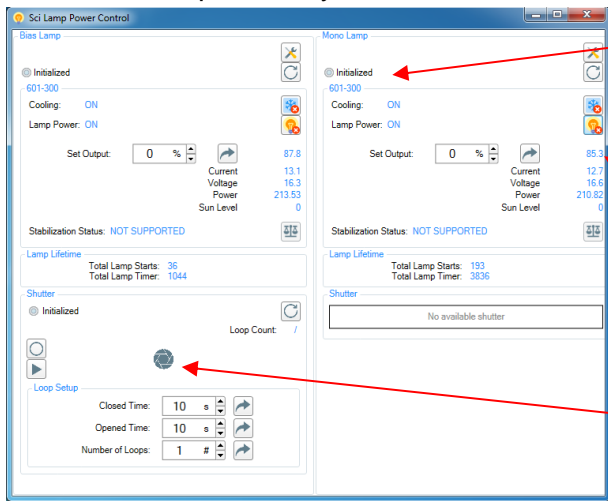 Sci Lamp Power Control
Bias Lamp
Initialized
601-300
Cooling: ON
Lamp Power: ON
Set Output: 0 % 87.8
Current 13.1
Voltage 16.3
Power 213.53
Sun Level 0
Stabilization Status: NOT SUPPORTED
Lamp Lifetime
Total Lamp Starts: 36
Total Lamp Timer: 1044
Shutter
Initialized
Loop Count: /
Loop Setup
Closed Time: 10 s
Opened Time: 10 s
Number of Loops: 1 #
Mono Lamp
Initialized
601-300
Cooling: ON
Lamp Power: ON
Set Output: 0 % 85.3
Current 12.7
Voltage 16.6
Power 210.82
Sun Level 0
Stabilization Status: NOT SUPPORTED
Lamp Lifetime
Total Lamp Starts: 193
Total Lamp Timer: 3836
Shutter
No available shutter